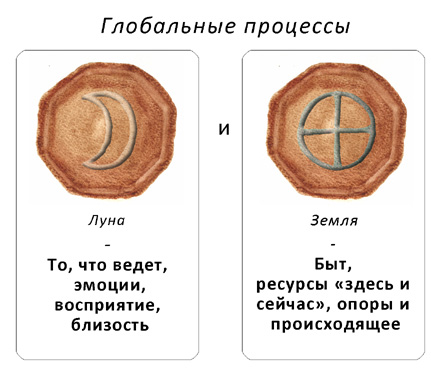 Глобальные процессы
Луна
-
То, что ведет,
эмоции,
восприятие,
близость
и
Земля
-
Быт,
ресурсы «здесь и
сейчас», опоры и
происходящее